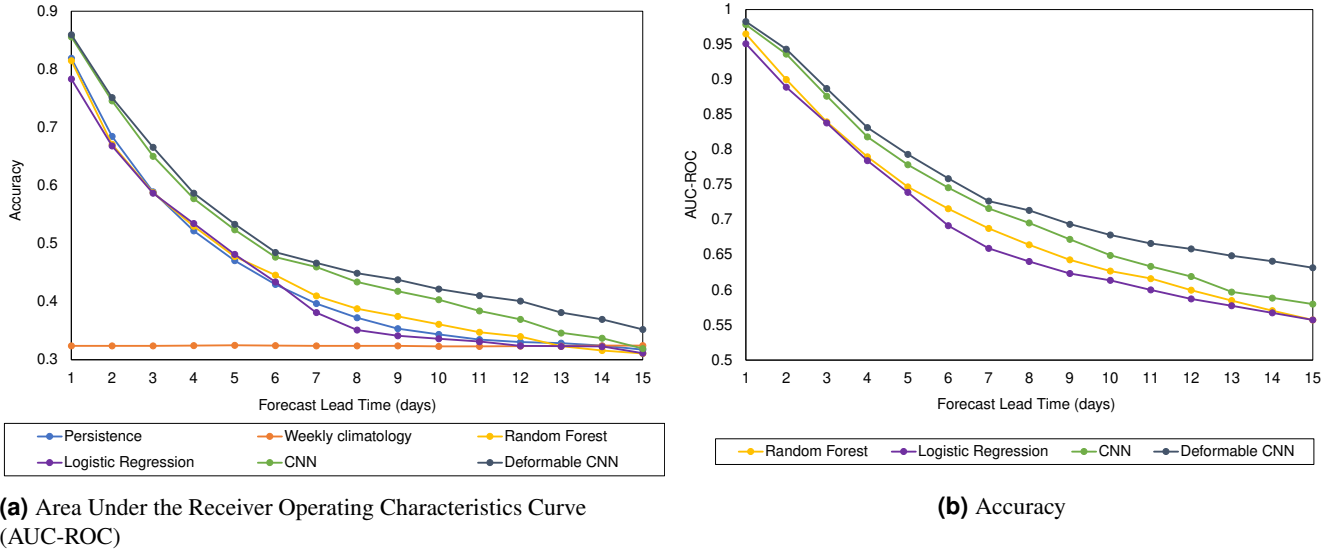 0.9
0.8
0.7
0.6
0.5
0.4
0.3
Accuracy
1 2 3 4 5 6 7 8 9 10 11 12 13 14 15
Forecast Lead Time (days)
Persistence Weekly climatology Random Forest
Logistic Regression CNN Deformable CNN
(a) Area Under the Receiver Operating Characteristics Curve
(AUC-ROC)
1
0.95
0.9
0.85
0.8
0.75
0.7
0.65
0.6
0.55
0.5
AUC-ROC
1 2 3 4 5 6 7 8 9 10 11 12 13 14 15
Forecast Lead Time (days)
Random Forest Logistic Regression CNN Deformable CNN
(b) Accuracy